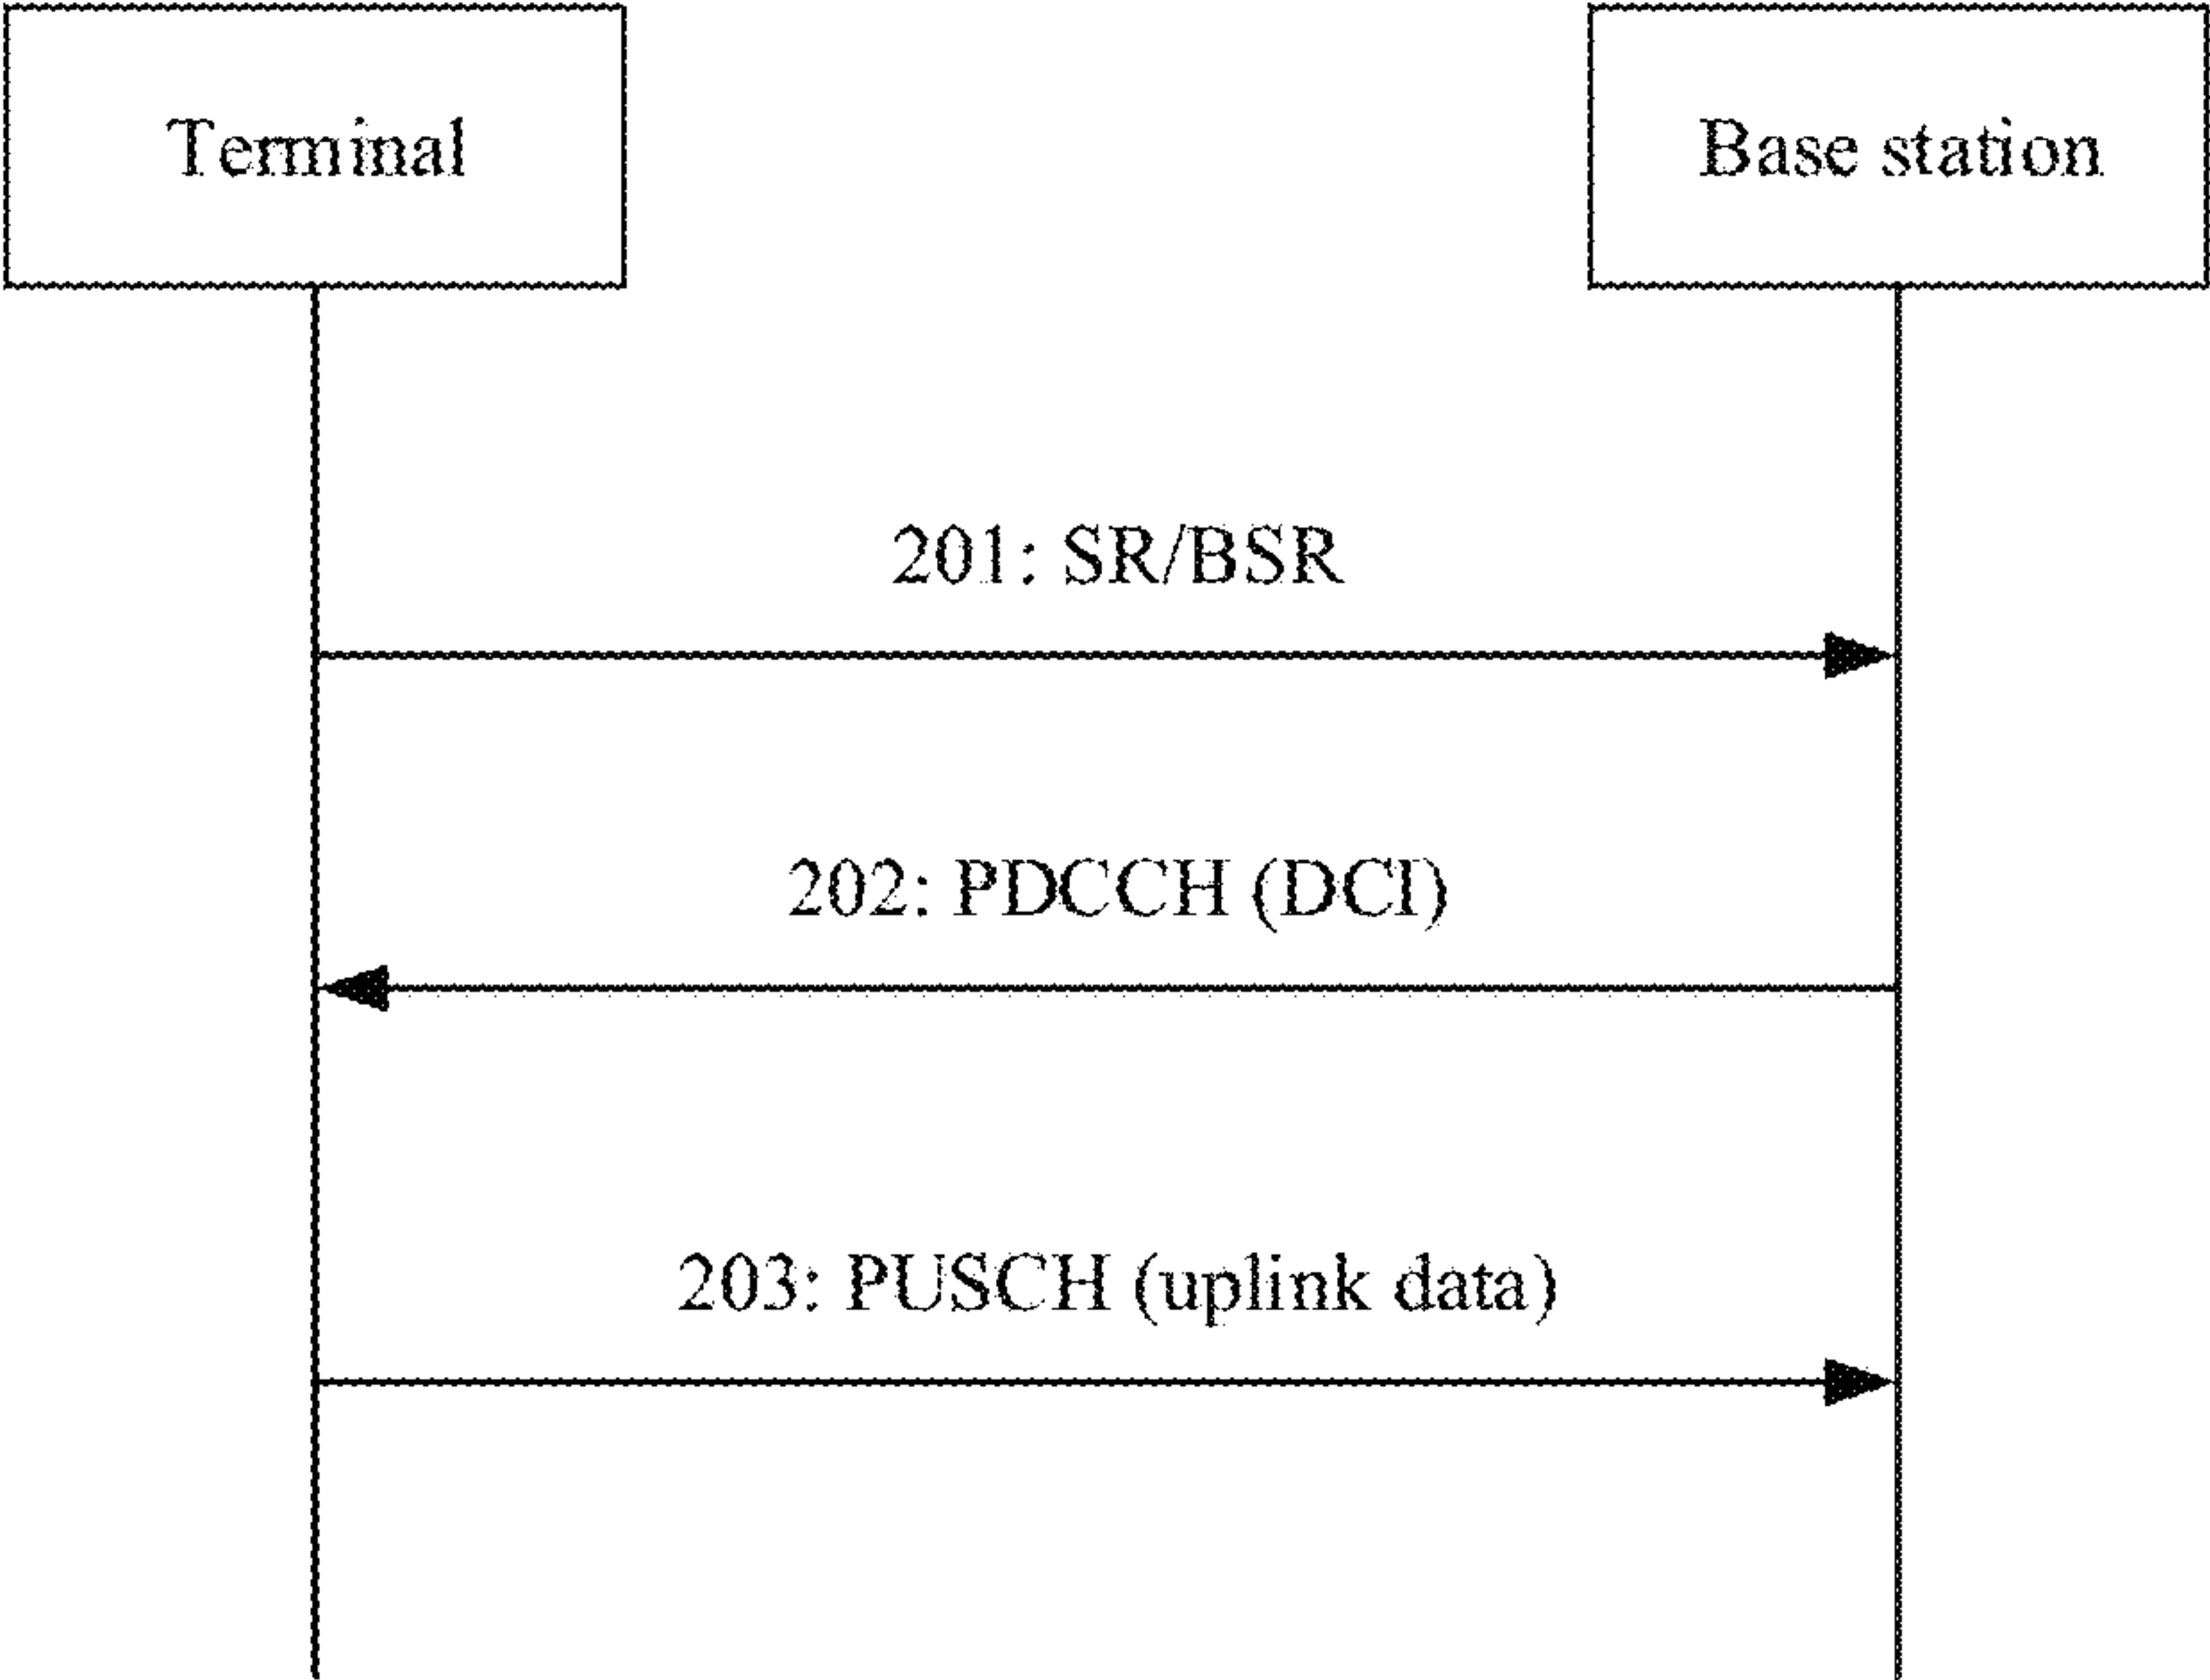 Terminal
Base station
201: SR/BSR
202: PDCCH (DCI)
203: PUSCH (uplink data)